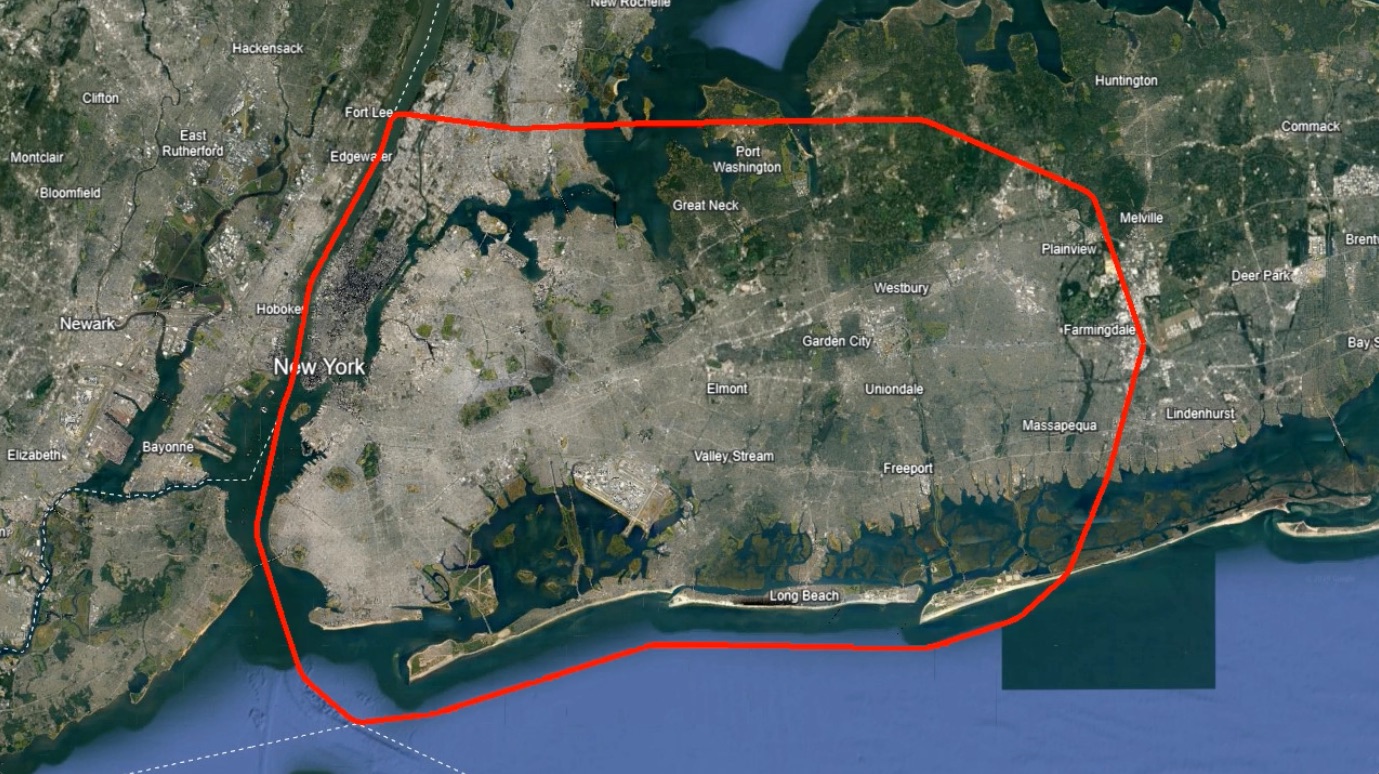 New Rochelle
Hackensack
Huntington
Clifton
Fort Lee
Commack
East
Rutherford
Montclair
Edgewater
Port
Washington
Bloomfield
Great Neck
Melville
Plainview
Brent
Deer Park
Westbury
Hoboke
Newark
Farmingdale
Garden City
Bay S
New York
Elmont
Uniondale
Lindenhurst
Massapequa
Bayonne
Elizabeth
Valley Stream
Freeport
Long Beach